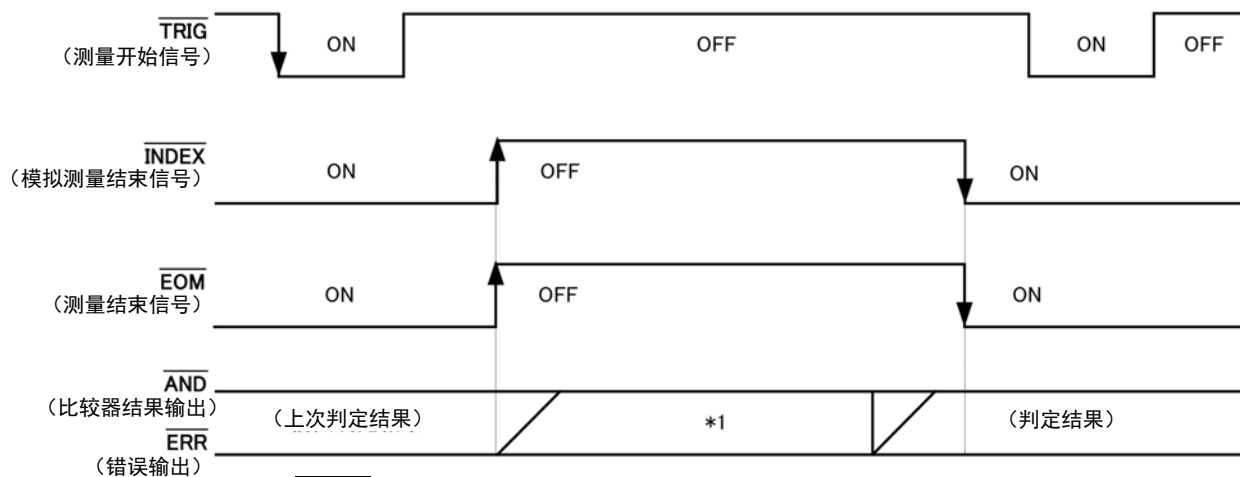 TRIG
（测量开始信号）
ON
OFF
ON
OFF
INDEX
（模拟测量结束信号）
ON
OFF
ON
EOM
（测量结束信号）
ON
OFF
ON
AND
（比较器结果输出）
（上次判定结果）
*1
（判定结果）
ERR
（错误输出）